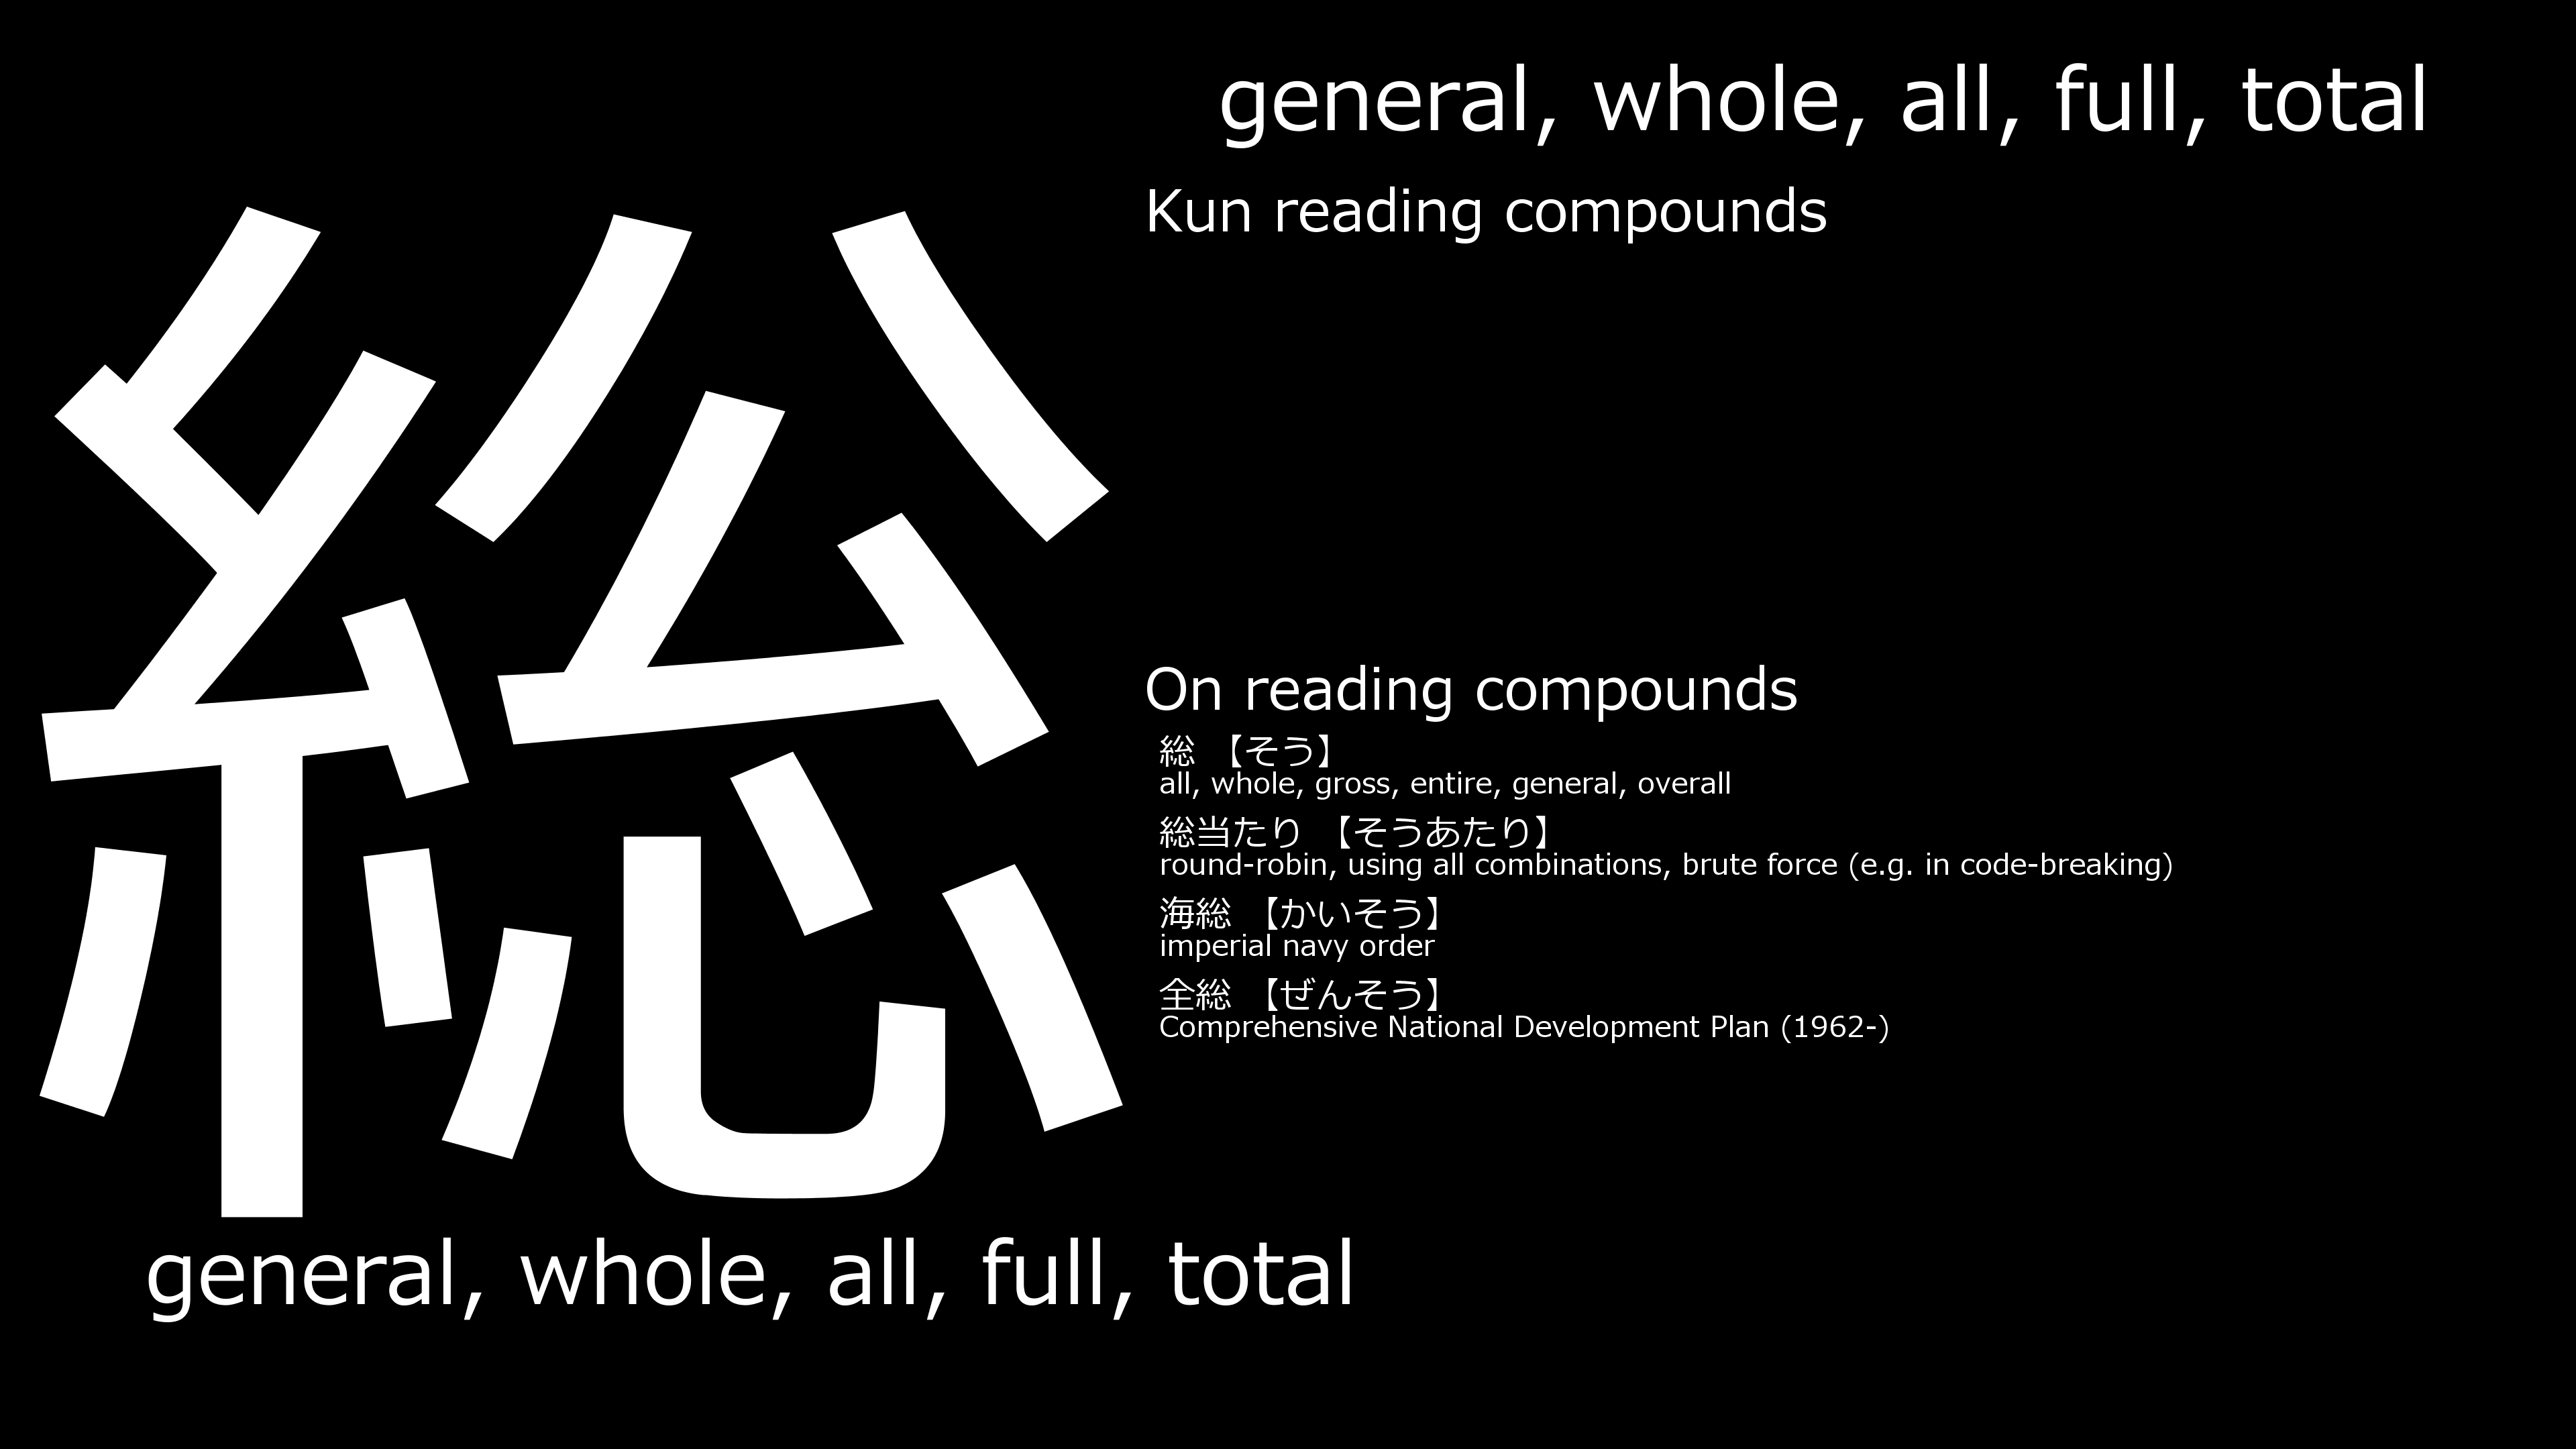 general, whole, all, full, total
Kun reading compounds
総
On reading compounds
総 【そう】
all, whole, gross, entire, general, overall
総当たり 【そうあたり】
round-robin, using all combinations, brute force (e.g. in code-breaking)
海総 【かいそう】
imperial navy order
全総 【ぜんそう】
Comprehensive National Development Plan (1962-)
general, whole, all, full, total